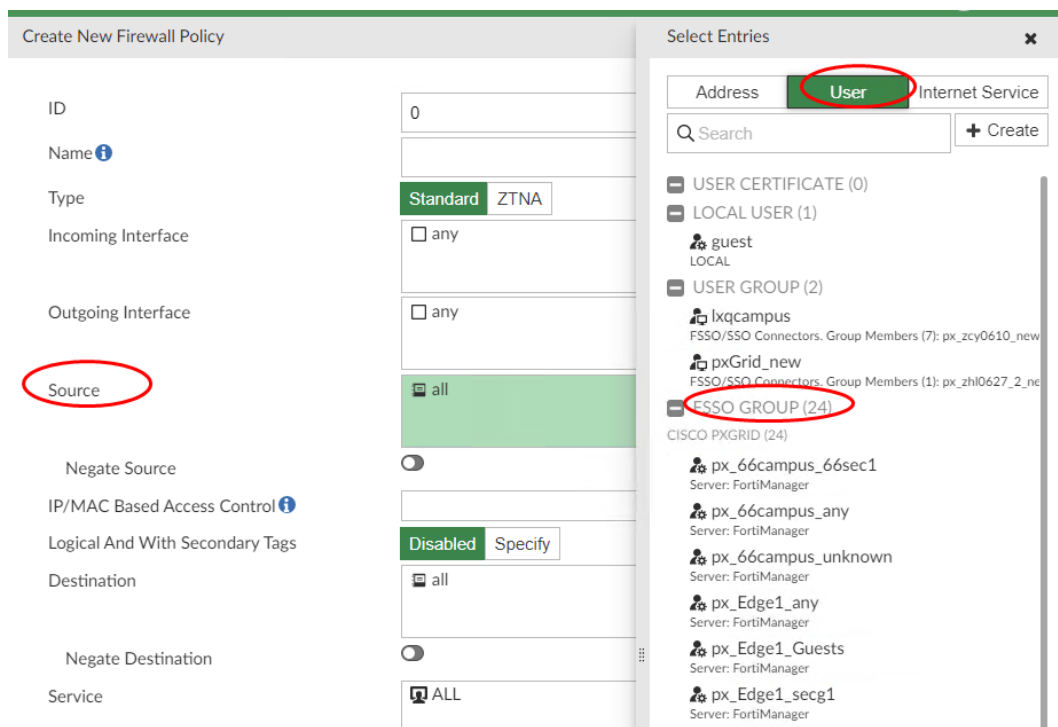 Create New Firewall Policy
ID
0
Name
Type
Standard ZTNA
Incoming Interface
any
Outgoing Interface
any
Source
all
Negate Source
IP/MAC Based Access Control
Logical And With Secondary Tags
Disabled Specify
Destination
all
Negate Destination
Service
ALL
Select Entries
Address User Internet Service
Search
+ Create
USER CERTIFICATE (0)
LOCAL USER (1)
guest
LOCAL
USER GROUP (2)
lxqcampus
FSSO/SSO Connectors. Group Members (7): px_zcy0610_new
pxGrid_new
FSSO/SSO Connectors. Group Members (1): px_zhl0627_2_ne
FSSO GROUP (24)
CISCO PXGRID (24)
px_66campus_66sec1
Server: FortiManager
px_66campus_any
Server: FortiManager
px_66campus_unknown
Server: FortiManager
px_Edge1_any
Server: FortiManager
px_Edge1_Guests
Server: FortiManager
px_Edge1_secg1
Server: FortiManager